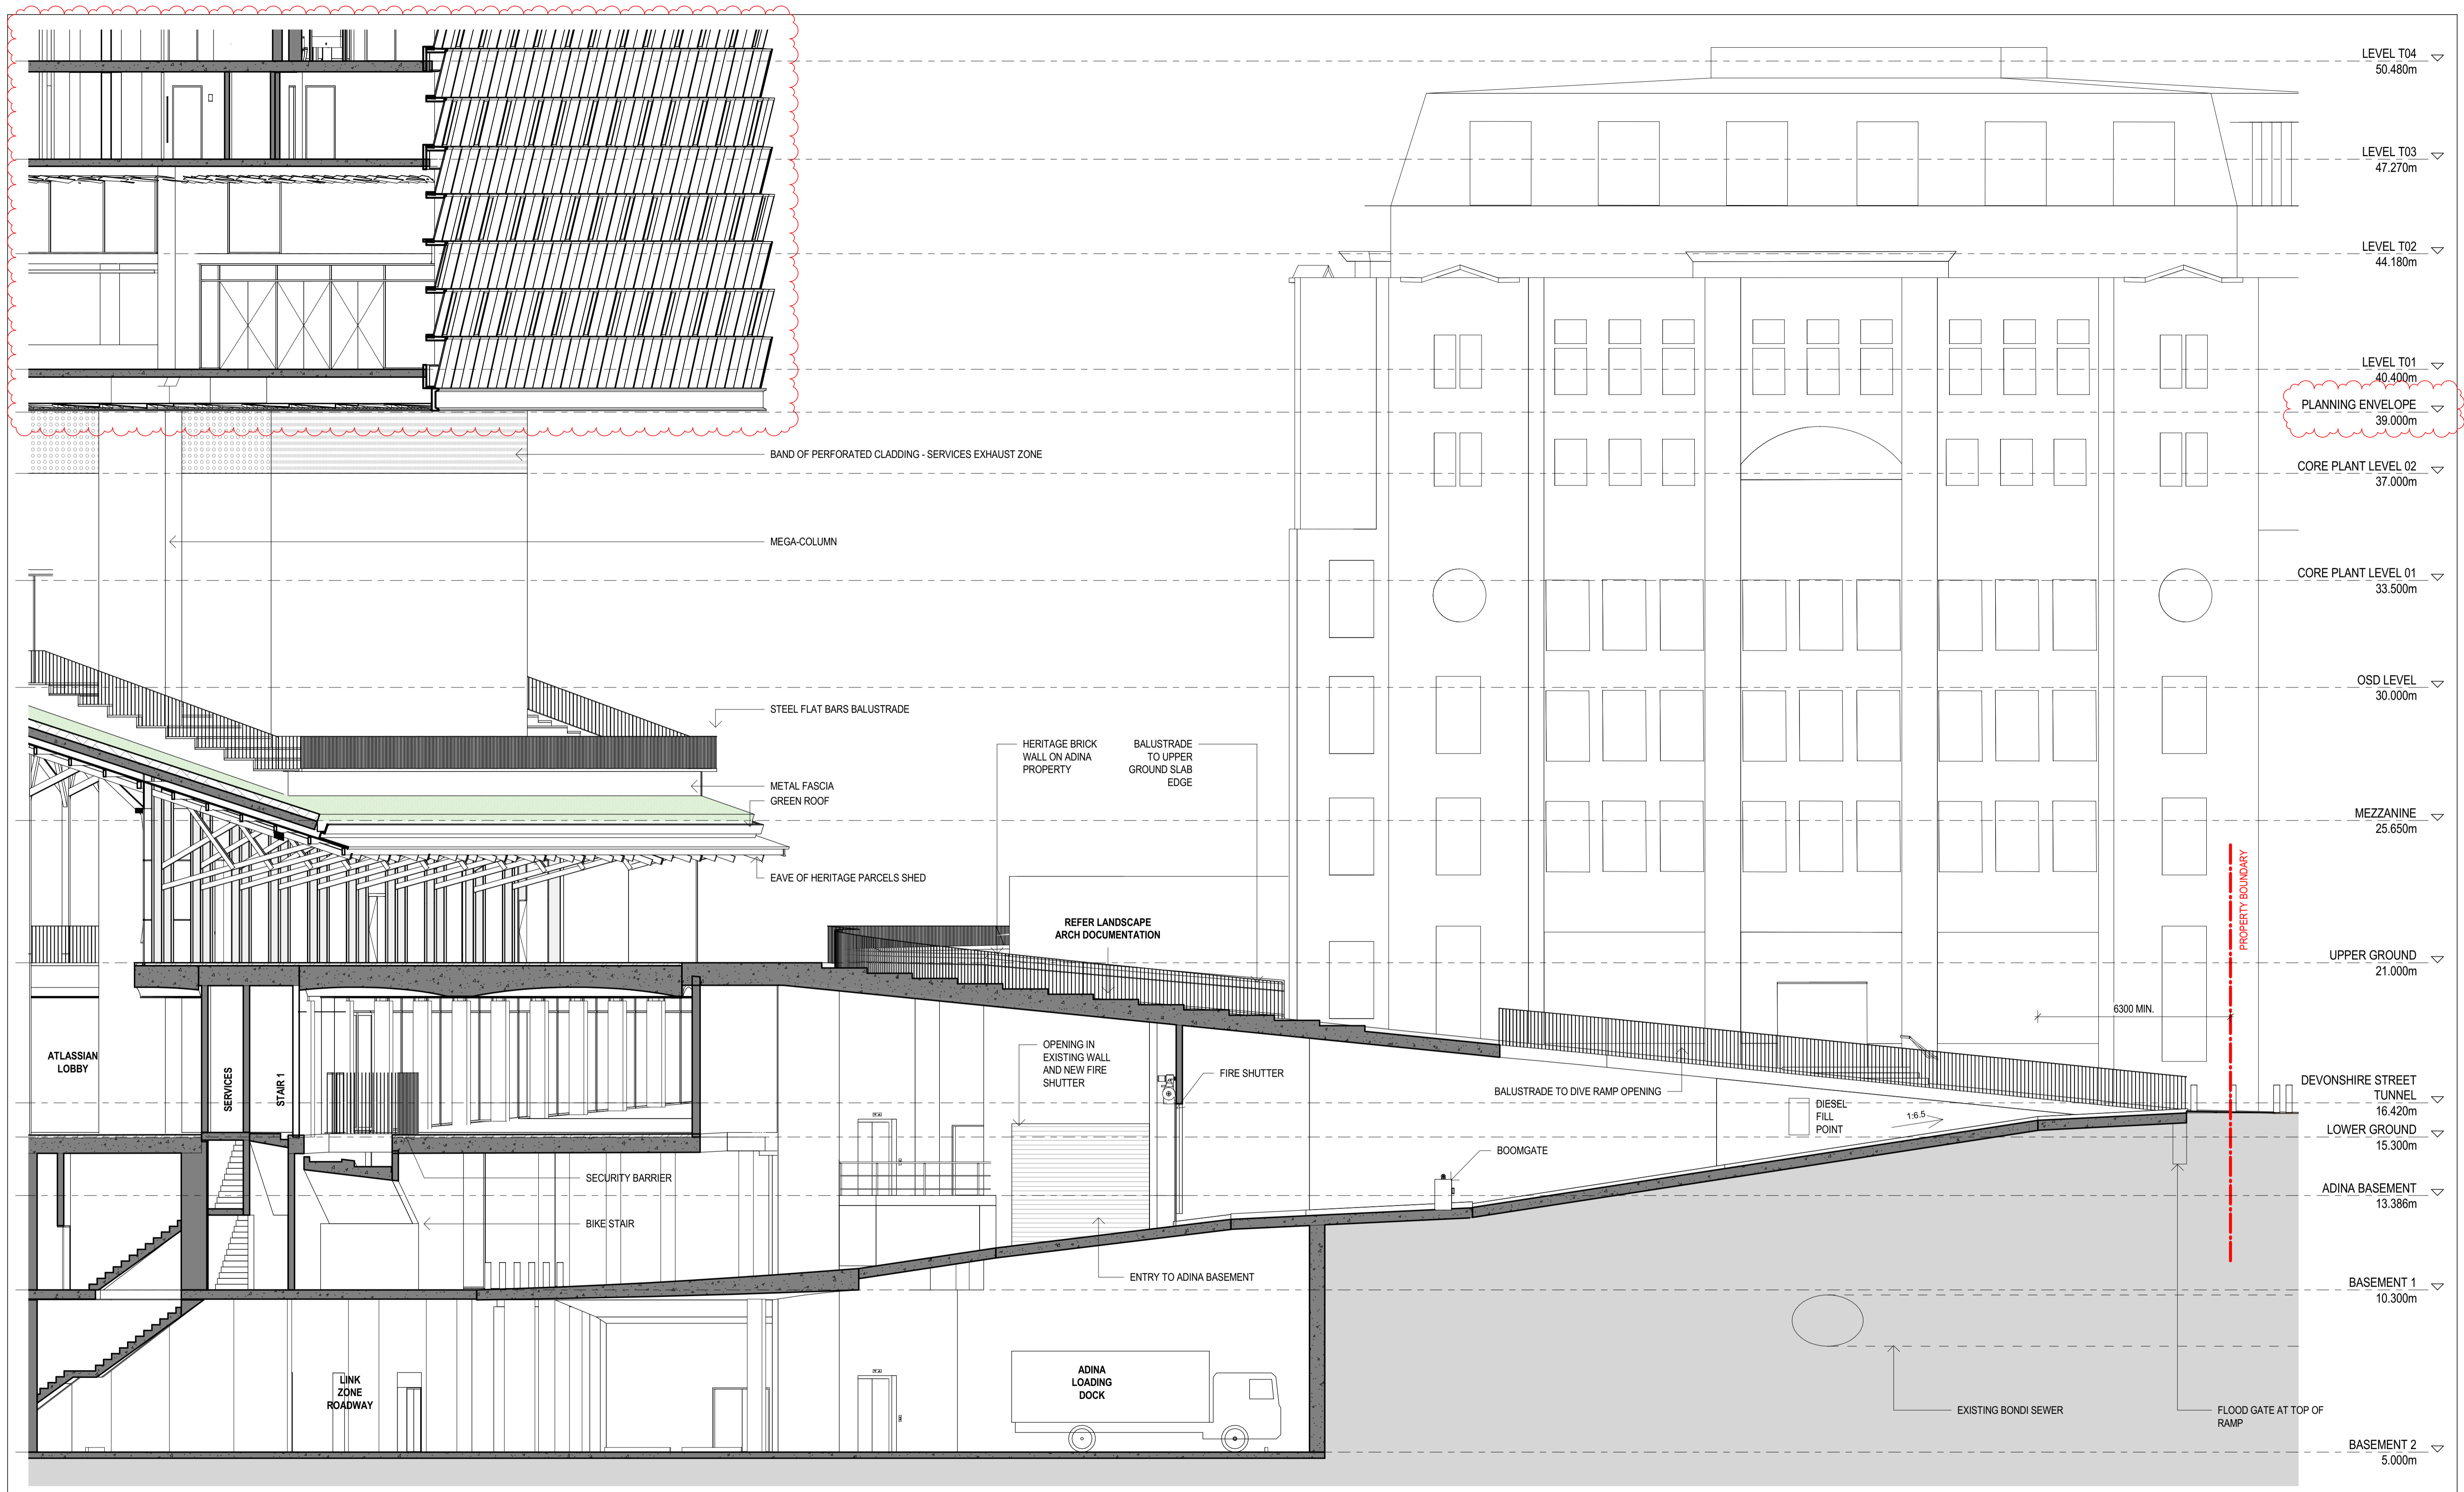 LEVEL T04
50.480m
LEVEL T03
47.270m
LEVEL T02
44.180m
LEVEL T01
40.400m
PLANNING ENVELOPE
39.000m
BAND OF PERFORATED CLADDING - SERVICES EXHAUST ZONE
CORE PLANT LEVEL 02
37.000m
MEGA-COLUMN
CORE PLANT LEVEL 01
33.500m
OSD LEVEL
30.000m
STEEL FLAT BARS BALUSTRADE
HERITAGE BRICK
WALL ON ADINA
PROPERTY
BALUSTRADE
TO UPPER
GROUND SLAB
EDGE
METAL FASCIA
GREEN ROOF
MEZZANINE
25.650m
EAVE OF HERITAGE PARCELS SHED
PROPERTY BOUNDARY
REFER LANDSCAPE
ARCH DOCUMENTATION
UPPER GROUND
21.000m
6300 MIN.
ATLASSIAN
LOBBY
SERVICES
STAIR 1
OPENING IN
EXISTING WALL
AND NEW FIRE
SHUTTER
FIRE SHUTTER
BALUSTRADE TO DIVE RAMP OPENING
DIESEL
FILL
POINT
1:6.5
DEVONSHIRE STREET
TUNNEL
16.420m
LOWER GROUND
15.300m
BOOMGATE
SECURITY BARRIER
ADINA BASEMENT
13.386m
BIKE STAIR
ENTRY TO ADINA BASEMENT
BASEMENT 1
10.300m
LINK
ZONE
ROADWAY
ADINA
LOADING
DOCK
EXISTING BONDI SEWER
FLOOD GATE AT TOP OF
RAMP
BASEMENT 2
5.000m